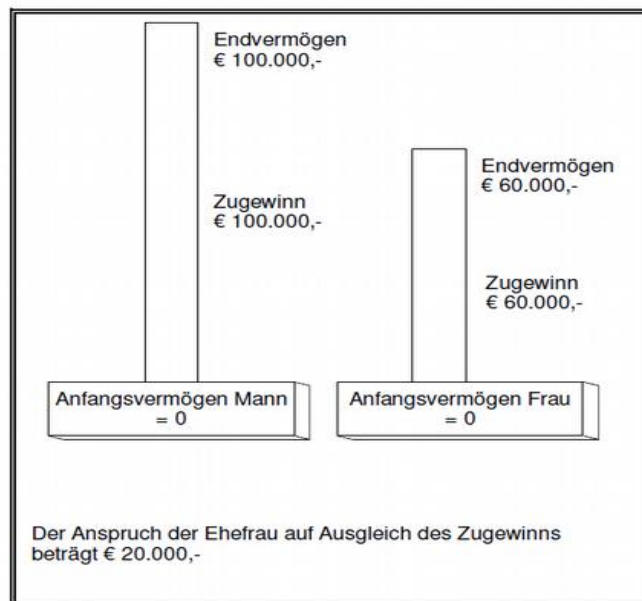 Endvermögen
€ 100.000,-
Zugewinn
€ 100.000,-
Anfangsvermögen Mann
= 0
Endvermögen
€ 60.000,-
Zugewinn
€ 60.000,-
Anfangsvermögen Frau
= 0
Der Anspruch der Ehefrau auf Ausgleich des Zugewinns
beträgt € 20.000,-